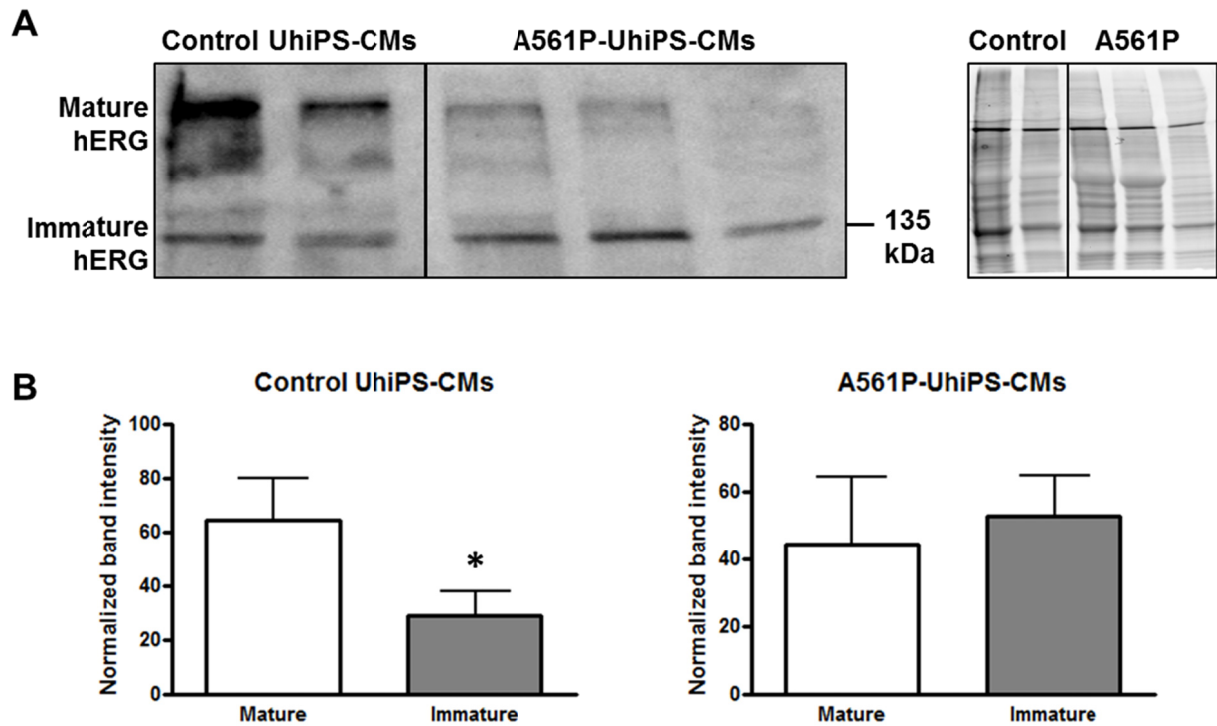 A
Control UhiPS-CMs A561P-UhiPS-CMs Control A561P
Mature
hERG
Immature
hERG
135
kDa
B
Control UhiPS-CMs
Normalized band intensity
100
80
60
40
20
0
*
Mature Immature
A561P-UhiPS-CMs
Normalized band intensity
80
60
40
20
0
Mature Immature